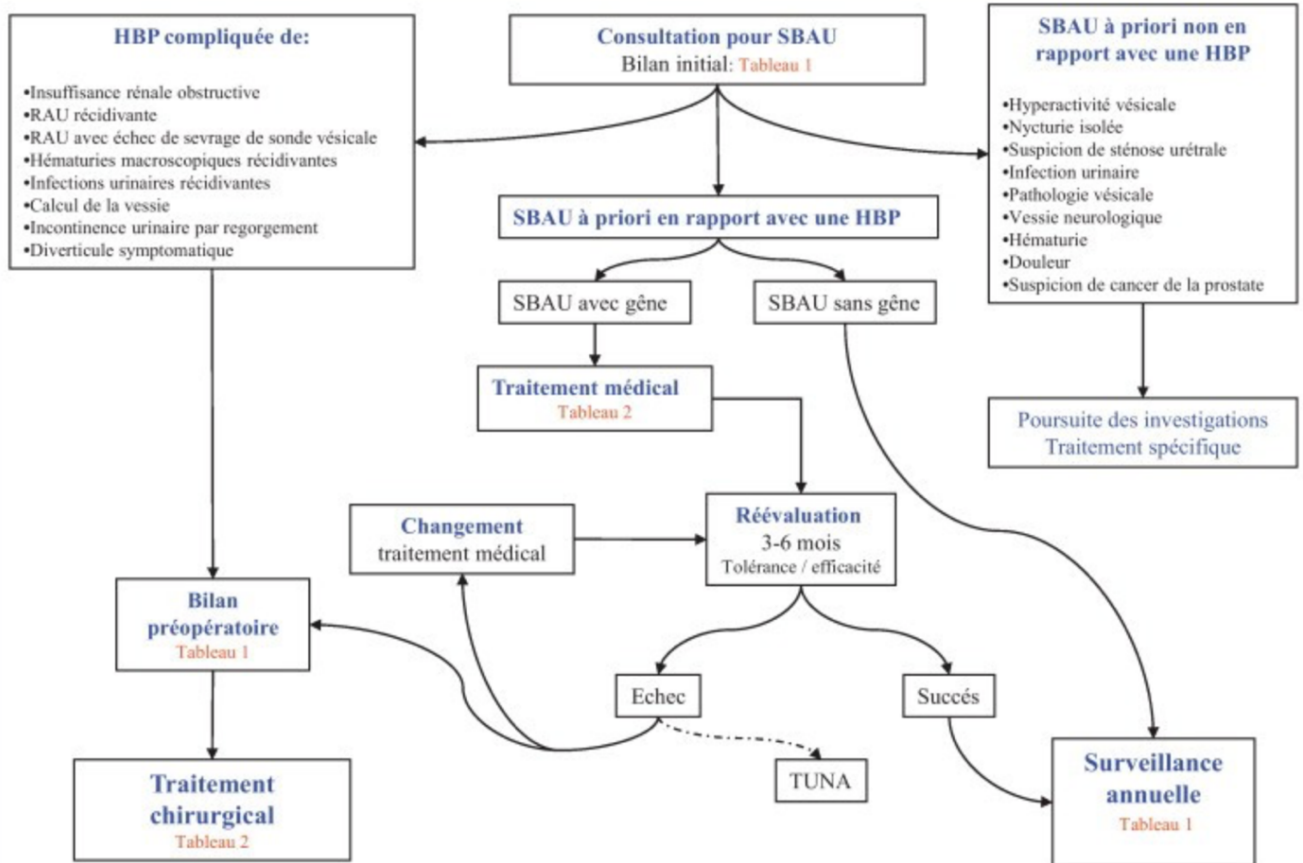 HBP compliquée de:
•Insuffisance rénale obstructive
•RAU récidivante
•RAU avec échec de sevrage de sonde vésicale
•Hématuries macroscopiques récidivantes
•Infections urinaires récidivantes
•Calcul de la vessie
•Incontinence urinaire par regorgement
•Diverticule symptomatique
Consultation pour SBAU
Bilan initial: Tableau 1
SBAU à priori non en
rapport avec une HBP
•Hyperactivité vésicale
•Nycturie isolée
•Suspicion de sténose urétrale
•Infection urinaire
•Pathologie vésicale
•Vessie neurologique
•Hématurie
•Douleur
•Suspicion de cancer de la prostate
SBAU à priori en rapport avec une HBP
SBAU avec gêne
SBAU sans gêne
Traitement médical
Tableau 2
Poursuite des investigations
Traitement spécifique
Changement
traitement médical
Réévaluation
3-6 mois
Tolérance / efficacité
Bilan
préopératoire
Tableau 1
Echec
Succés
TUNA
Traitement
chirurgical
Tableau 2
Surveillance
annuelle
Tableau 1